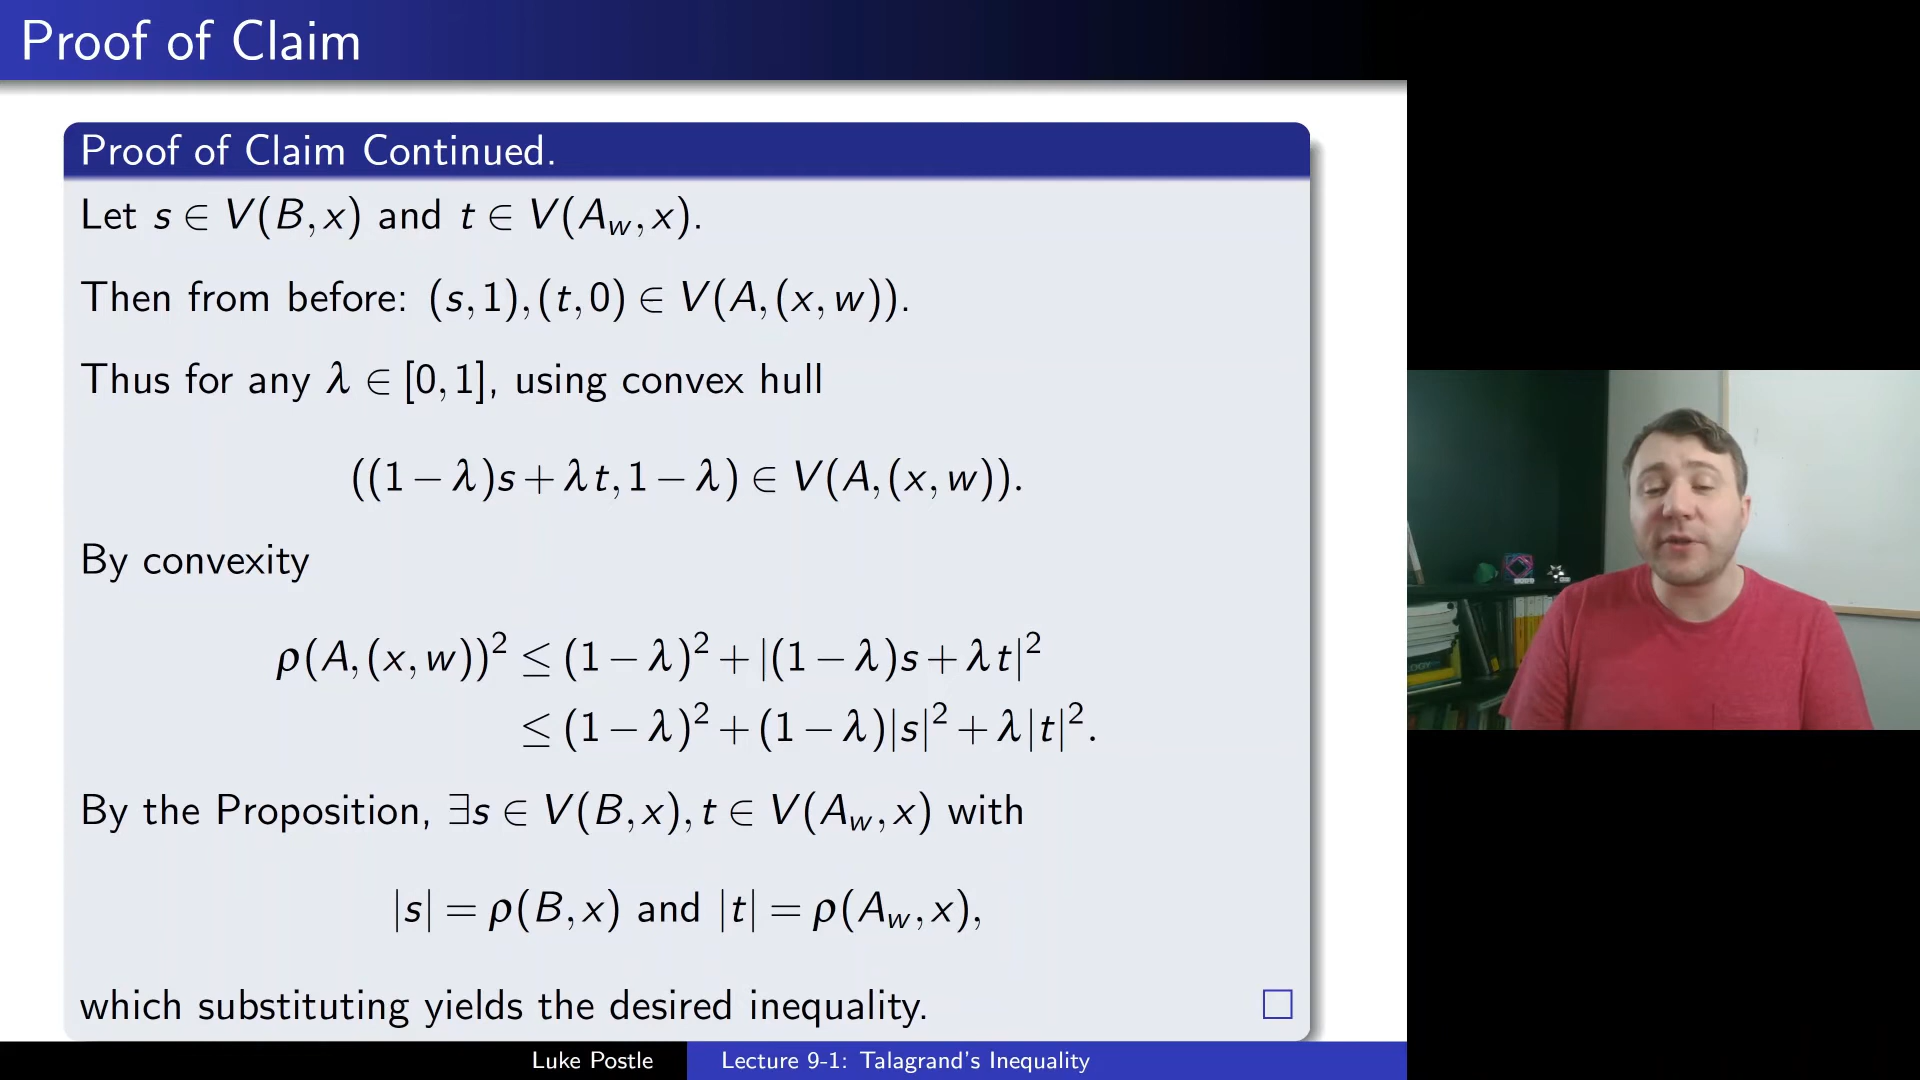 Proof of Claim
Proof of Claim Continued.
Let s ∈ V(B, x) and t ∈ V(A_w, x).
Then from before: (s, 1), (t, 0) ∈ V(A, (x, w)).
Thus for any λ ∈ [0, 1], using convex hull
((1 − λ)s + λt, 1 − λ) ∈ V(A, (x, w)).
By convexity
ρ(A, (x, w))² ≤ (1 − λ)² + |(1 − λ)s + λt|²
≤ (1 − λ)² + (1 − λ)|s|² + λ|t|².
By the Proposition, ∃s ∈ V(B, x), t ∈ V(A_w, x) with
|s| = ρ(B, x) and |t| = ρ(A_w, x),
which substituting yields the desired inequality. □
Luke Postle Lecture 9-1: Talagrand's Inequality